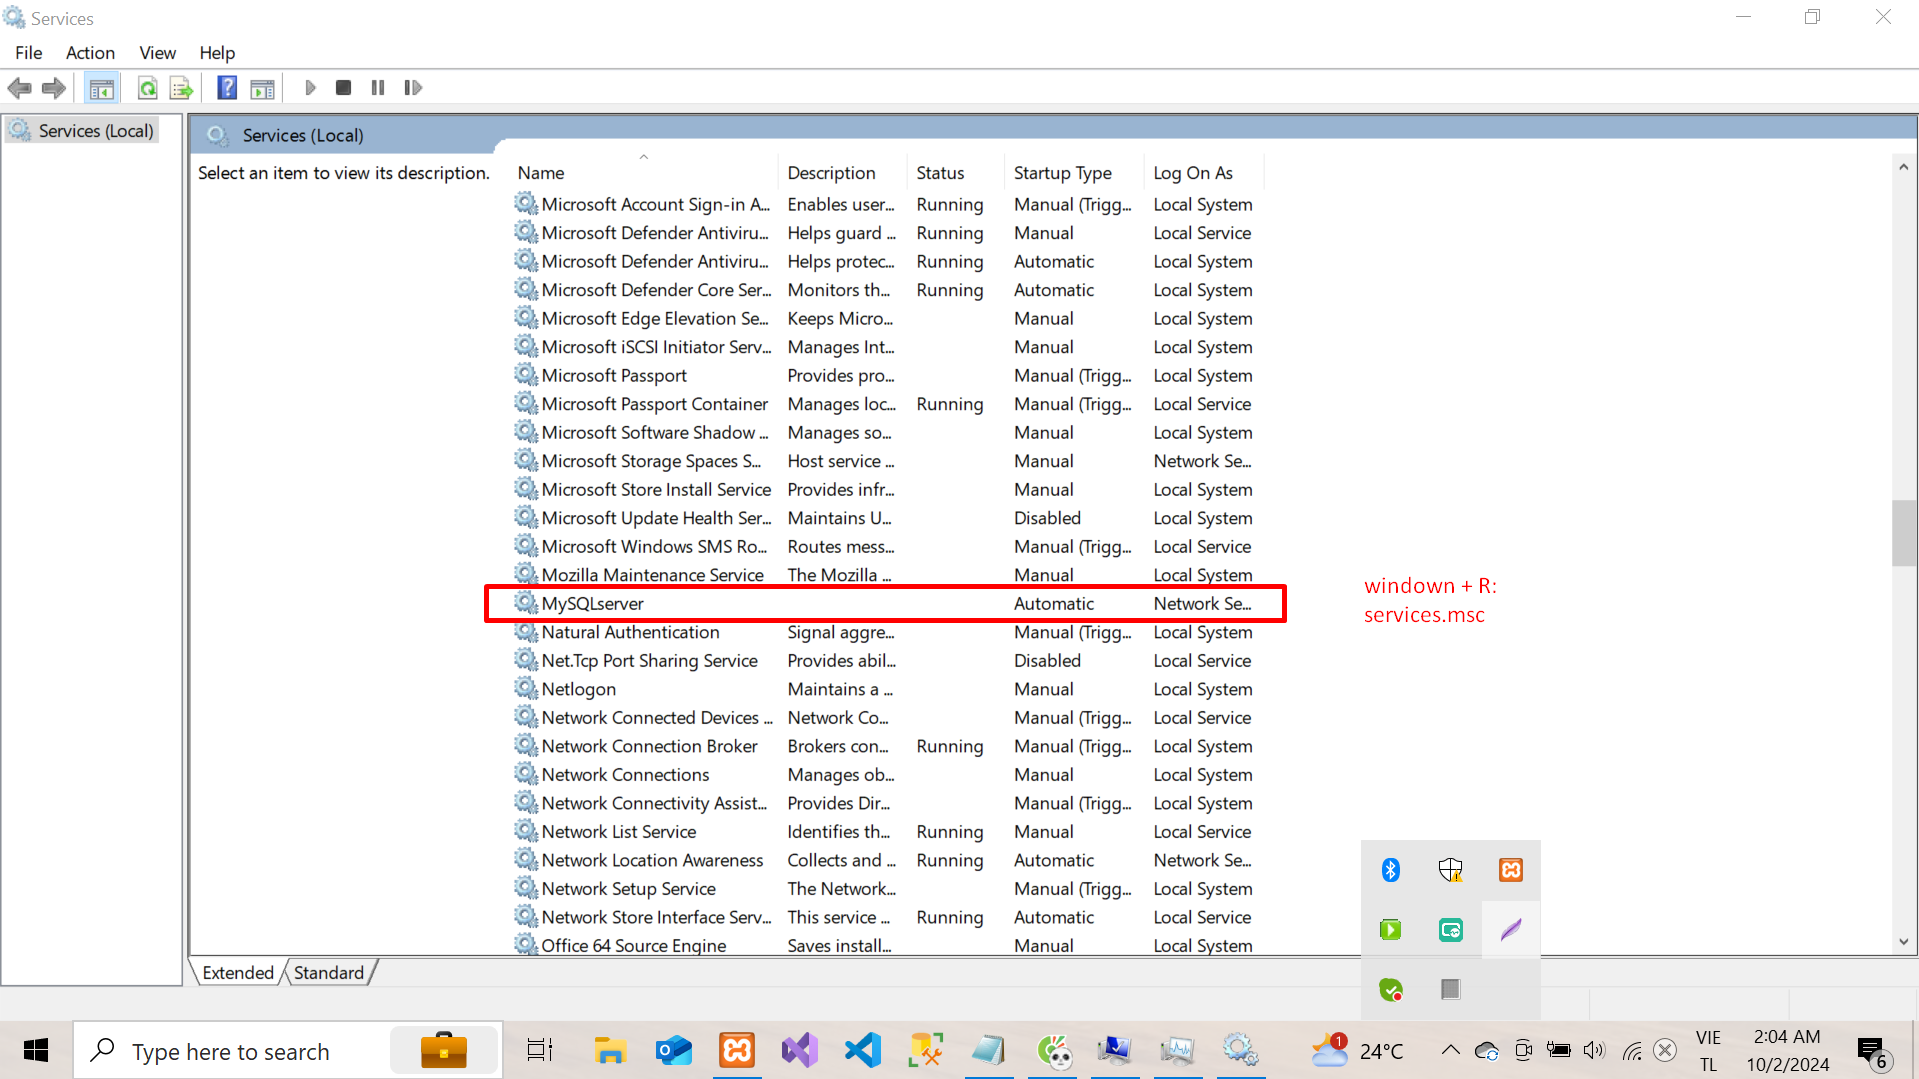 Services
File Action View Help
Services (Local)
Services (Local)
Select an item to view its description.
Name Description Status Startup Type Log On As
Microsoft Account Sign-in A... Enables user... Running Manual (Trigg... Local System
Microsoft Defender Antiviru... Helps guard ... Running Manual Local Service
Microsoft Defender Antiviru... Helps protec... Running Automatic Local System
Microsoft Defender Core Ser... Monitors th... Running Automatic Local System
Microsoft Edge Elevation Se... Keeps Micro... Manual Local System
Microsoft iSCSI Initiator Serv... Manages Int... Manual Local System
Microsoft Passport Provides pro... Manual (Trigg... Local System
Microsoft Passport Container Manages loc... Running Manual (Trigg... Local Service
Microsoft Software Shadow ... Manages so... Manual Local System
Microsoft Storage Spaces S... Host service ... Manual Network Se...
Microsoft Store Install Service Provides infr... Manual Local System
Microsoft Update Health Ser... Maintains U... Disabled Local System
Microsoft Windows SMS Ro... Routes mess... Manual (Trigg... Local Service
Mozilla Maintenance Service The Mozilla ... Manual Local System
MySQLserver Automatic Network Se...
windown + R:
services.msc
Natural Authentication Signal aggre... Manual (Trigg... Local System
Net.Tcp Port Sharing Service Provides abil... Disabled Local Service
Netlogon Maintains a ... Manual Local System
Network Connected Devices ... Network Co... Manual (Trigg... Local Service
Network Connection Broker Brokers con... Running Manual (Trigg... Local System
Network Connections Manages ob... Manual Local System
Network Connectivity Assist... Provides Dir... Manual (Trigg... Local System
Network List Service Identifies th... Running Manual Local Service
Network Location Awareness Collects and ... Running Automatic Network Se...
Network Setup Service The Network... Manual (Trigg... Local System
Network Store Interface Serv... This service ... Running Automatic Local Service
Office 64 Source Engine Saves install... Manual Local System
Extended Standard
Type here to search
1
24°C
VIE
TL
2:04 AM
10/2/2024
6